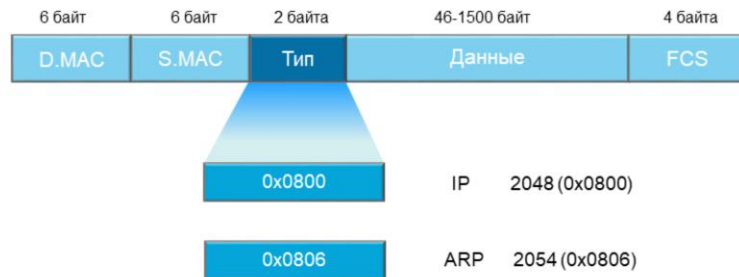 6 байт 6 байт 2 байта 46-1500 байт 4 байта
D.MAC S.MAC Тип Данные FCS
0x0800 IP 2048 (0x0800)
0x0806 ARP 2054 (0x0806)